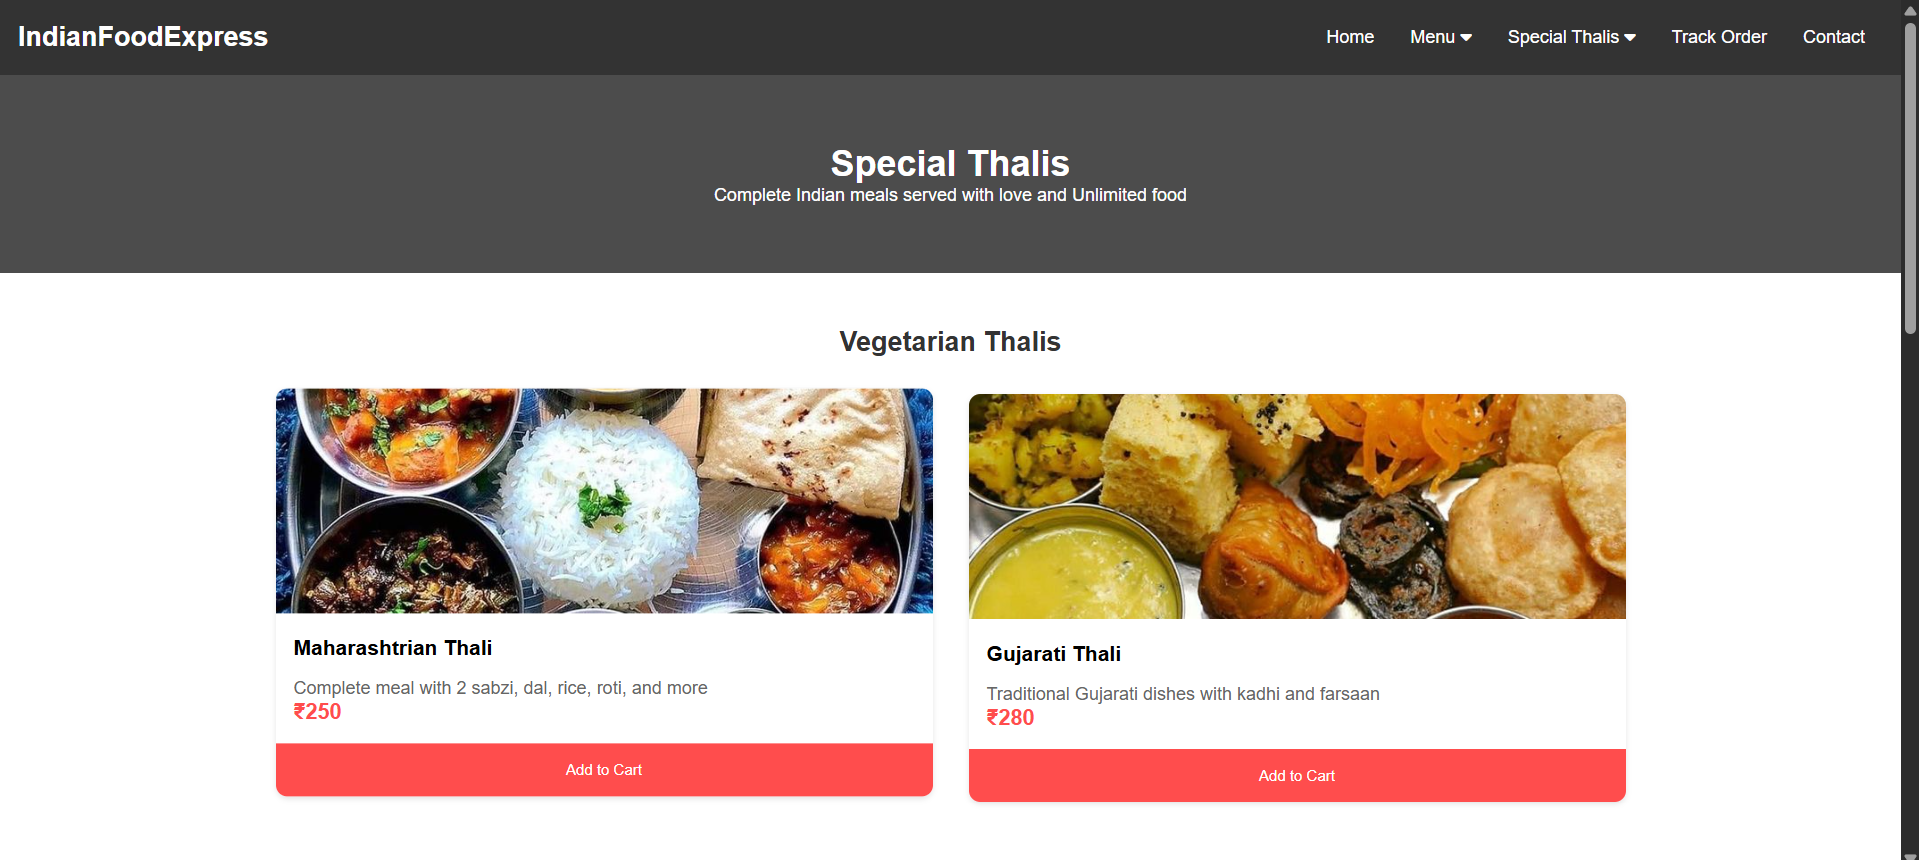 IndianFoodExpress
Home Menu Special Thalis Track Order Contact
Special Thalis
Complete Indian meals served with love and Unlimited food
Vegetarian Thalis
Maharashtrian Thali
Complete meal with 2 sabzi, dal, rice, roti, and more
₹250
Add to Cart
Gujarati Thali
Traditional Gujarati dishes with kadhi and farsaan
₹280
Add to Cart